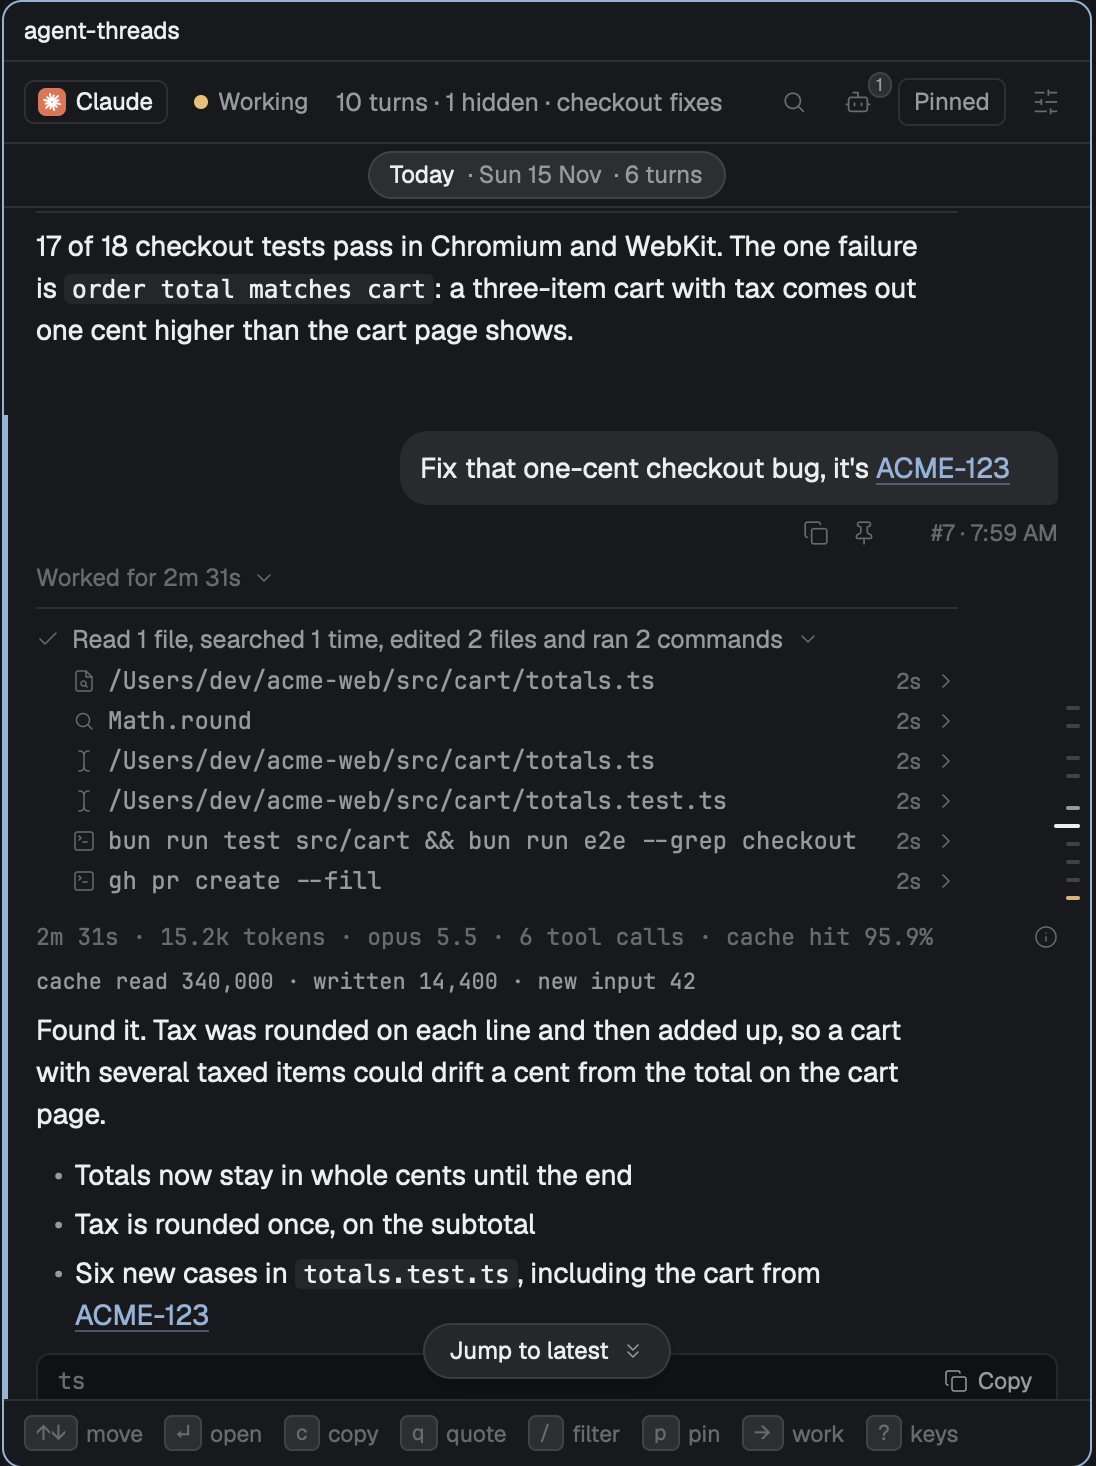 agent-threads
Claude Working 10 turns · 1 hidden · checkout fixes 1 Pinned
Today · Sun 15 Nov · 6 turns
17 of 18 checkout tests pass in Chromium and WebKit. The one failure
is order total matches cart: a three-item cart with tax comes out
one cent higher than the cart page shows.
Fix that one-cent checkout bug, it's ACME-123
#7 · 7:59 AM
Worked for 2m 31s
Read 1 file, searched 1 time, edited 2 files and ran 2 commands
/Users/dev/acme-web/src/cart/totals.ts 2s
Math.round 2s
/Users/dev/acme-web/src/cart/totals.ts 2s
/Users/dev/acme-web/src/cart/totals.test.ts 2s
bun run test src/cart && bun run e2e --grep checkout 2s
gh pr create --fill 2s
2m 31s · 15.2k tokens · opus 5.5 · 6 tool calls · cache hit 95.9%
cache read 340,000 · written 14,400 · new input 42
Found it. Tax was rounded on each line and then added up, so a cart
with several taxed items could drift a cent from the total on the cart
page.
• Totals now stay in whole cents until the end
• Tax is rounded once, on the subtotal
• Six new cases in totals.test.ts, including the cart from
ACME-123
Jump to latest
ts Copy
↑↓ move ↵ open c copy q quote / filter p pin → work ? keys